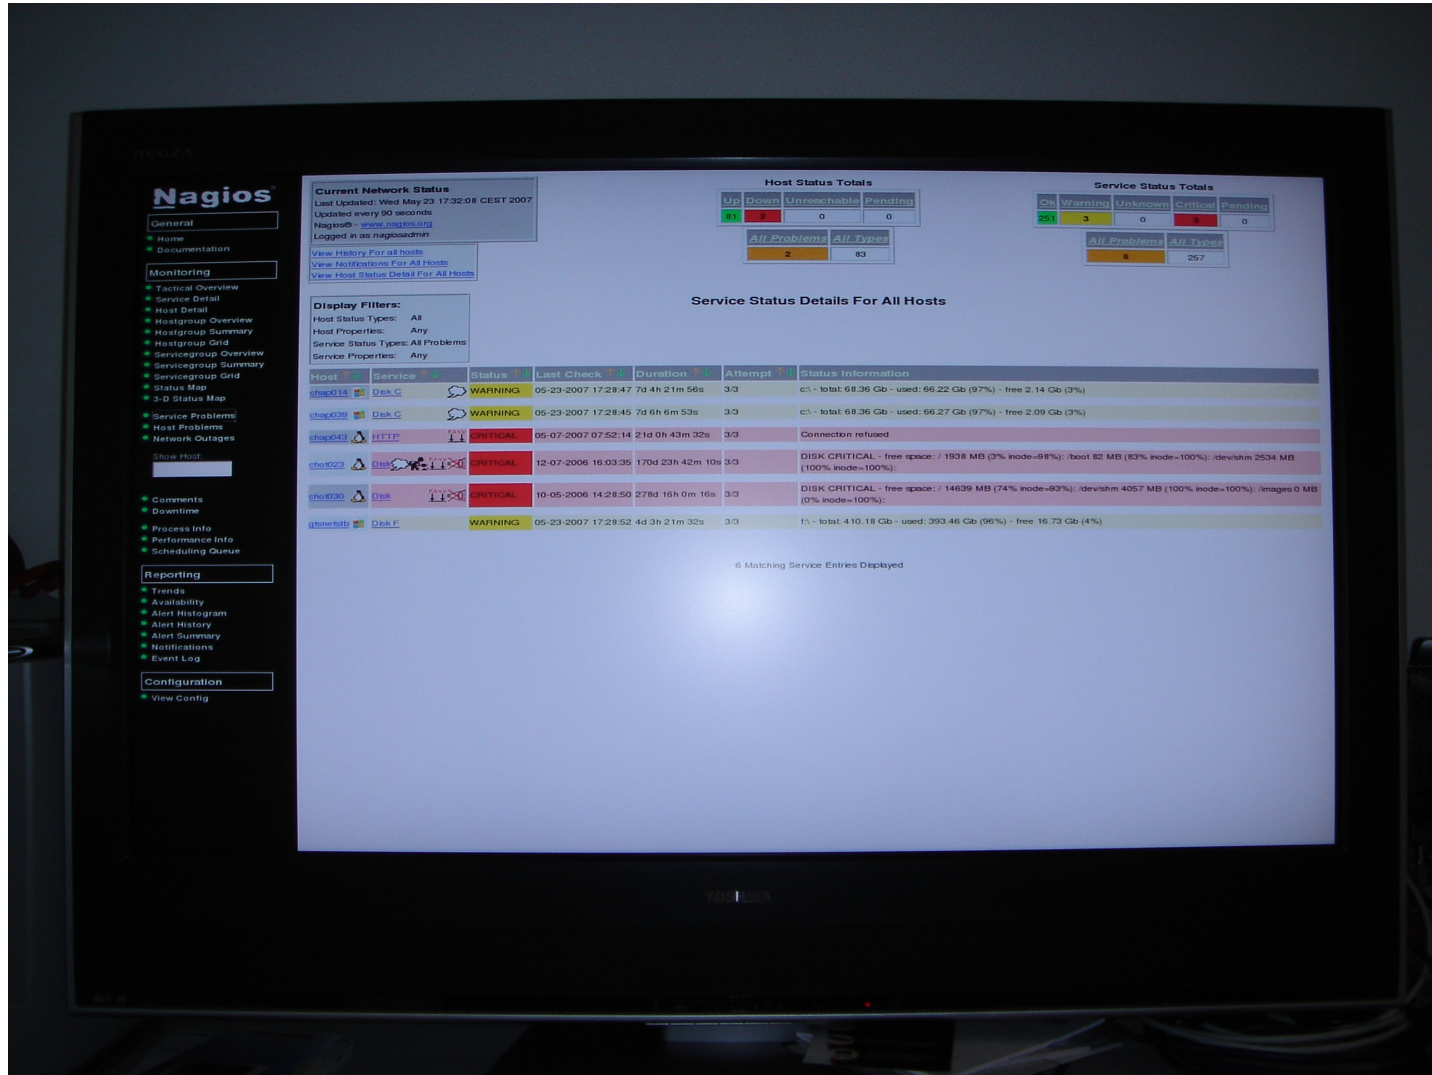 REGZA
Nagios
General
Home
Documentation
Monitoring
Tactical Overview
Service Detail
Host Detail
Hostgroup Overview
Hostgroup Summary
Hostgroup Grid
Servicegroup Overview
Servicegroup Summary
Servicegroup Grid
Status Map
3-D Status Map
Service Problems
Host Problems
Network Outages
Show Host:
Comments
Downtime
Process Info
Performance Info
Scheduling Queue
Reporting
Trends
Availability
Alert Histogram
Alert History
Alert Summary
Notifications
Event Log
Configuration
View Config
Current Network Status
Last Updated: Wed May 23 17:32:08 CEST 2007
Updated every 90 seconds
Nagios® - www.nagios.org
Logged in as nagiosadmin
View History For all hosts
View Notifications For All Hosts
View Host Status Detail For All Hosts
Host Status Totals
Up Down Unreachable Pending
81 2 0 0
All Problems All Types
2 83
Service Status Totals
Ok Warning Unknown Critical Pending
251 3 0 3 0
All Problems All Types
6 257
Display Filters:
Host Status Types: All
Host Properties: Any
Service Status Types: All Problems
Service Properties: Any
Service Status Details For All Hosts
Host Service Status Last Check Duration Attempt Status Information
chap014 Disk C WARNING 05-23-2007 17:28:47 7d 4h 21m 56s 3/3 c:\ - total: 68.36 Gb - used: 66.22 Gb (97%) - free 2.14 Gb (3%)
chap039 Disk C WARNING 05-23-2007 17:28:45 7d 6h 6m 53s 3/3 c:\ - total: 68.36 Gb - used: 66.27 Gb (97%) - free 2.09 Gb (3%)
chap043 HTTP CRITICAL 05-07-2007 07:52:14 21d 0h 43m 32s 3/3 Connection refused
chot023 Disk CRITICAL 12-07-2006 16:03:35 170d 23h 42m 10s 3/3 DISK CRITICAL - free space: / 1938 MB (3% inode=98%): /boot 82 MB (83% inode=100%): /dev/shm 2534 MB
(100% inode=100%):
chot030 Disk CRITICAL 10-05-2006 14:28:50 278d 16h 0m 16s 3/3 DISK CRITICAL - free space: / 14639 MB (74% inode=93%): /dev/shm 4057 MB (100% inode=100%): /images 0 MB
(0% inode=100%):
gtsnetstb Disk F WARNING 05-23-2007 17:28:52 4d 3h 21m 32s 3/3 f:\ - total: 410.18 Gb - used: 393.46 Gb (96%) - free 16.73 Gb (4%)
6 Matching Service Entries Displayed
TOSHIBA